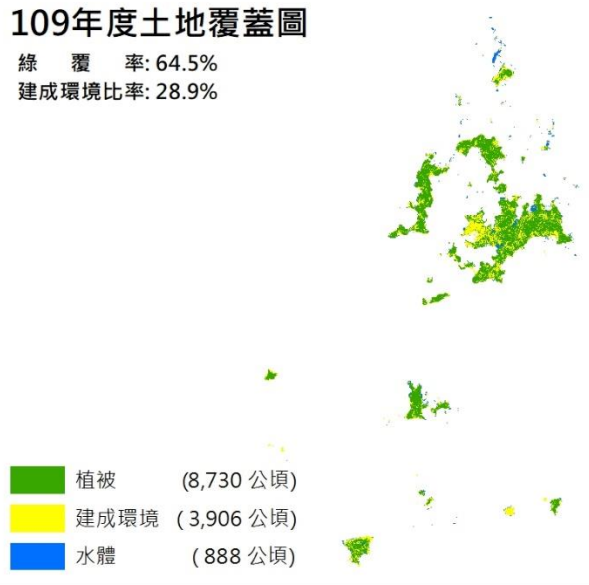 109年度土地覆蓋圖
綠 覆 率: 64.5%
建成環境比率: 28.9%
植被 (8,730 公頃)
建成環境 ( 3,906 公頃)
水體 ( 888 公頃)